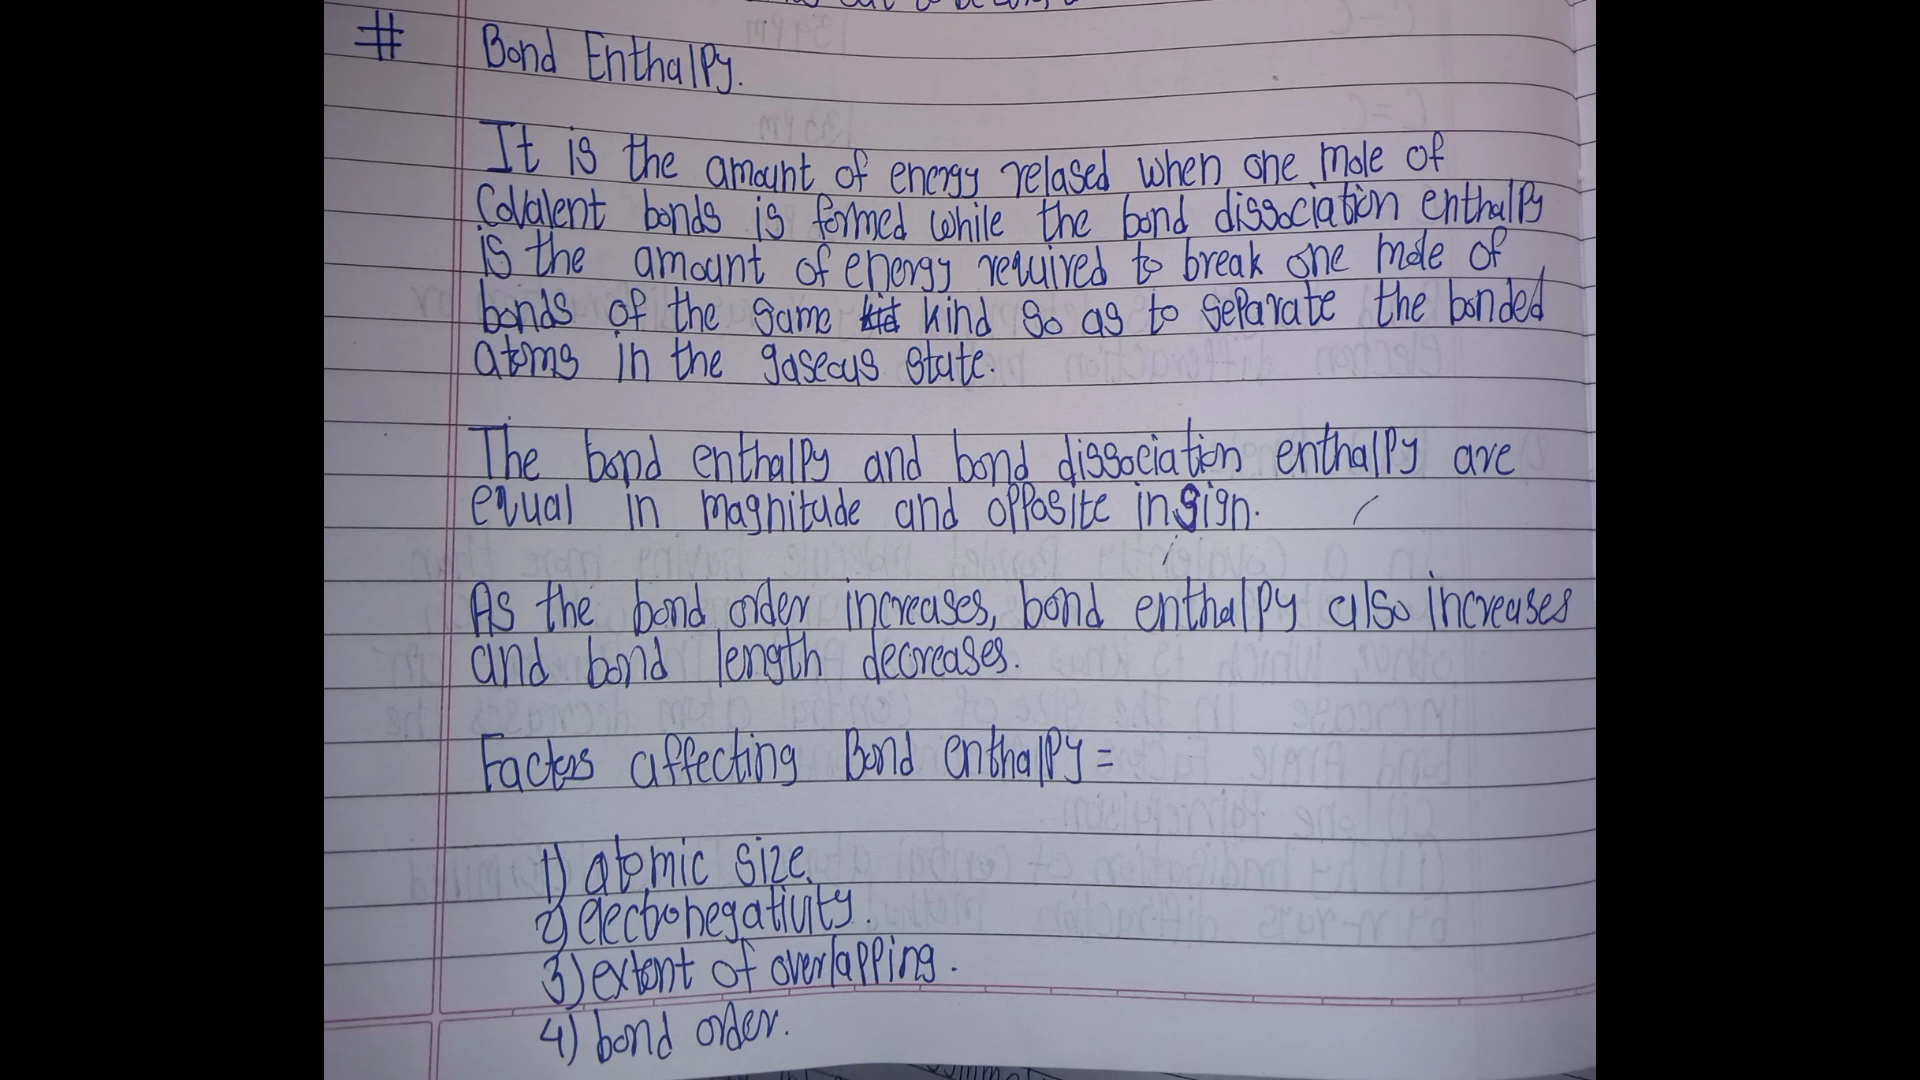 # Bond Enthalpy.
It is the amount of energy relased when one mole of
Covalent bonds is formed while the bond dissociation enthalpy
is the amount of energy required to break one mole of
bonds of the same kind so as to separate the bonded
atoms in the gaseous state.
The bond enthalpy and bond dissociation enthalpy are
equal in magnitude and opposite in sign.
As the bond order increases, bond enthalpy also increases
and bond length decreases.
Factors affecting Bond enthalpy =
1) atomic size.
2) electronegativity.
3) extent of overlapping.
4) bond order.